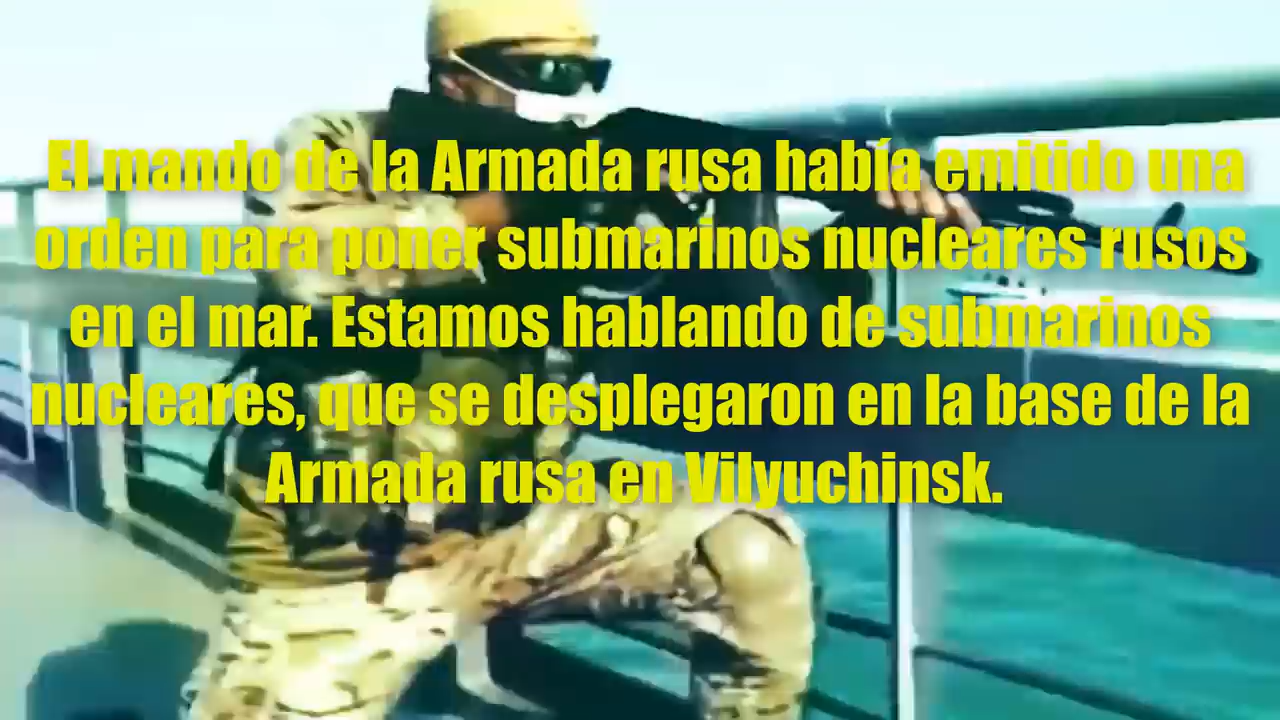 El mando de la Armada rusa había emitido una
orden para poner submarinos nucleares rusos
en el mar. Estamos hablando de submarinos
nucleares, que se desplegaron en la base de la
Armada rusa en Vilyuchinsk.